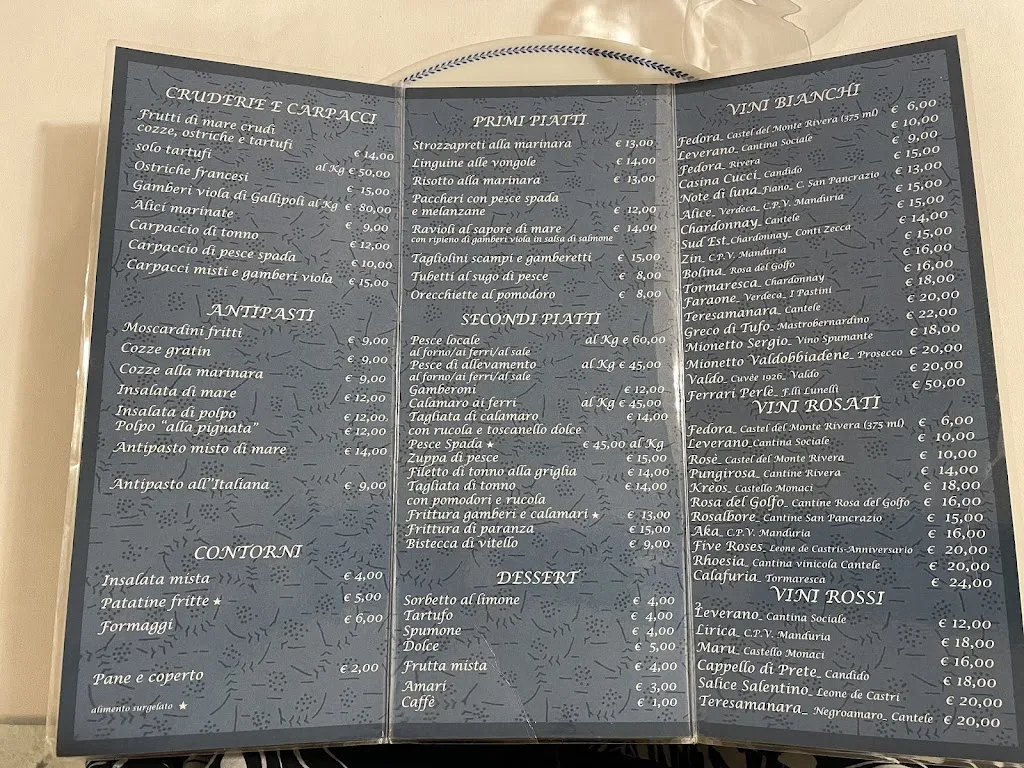 CRUDERIE E CARPACCI
Frutti di mare crudi
cozze, ostriche e tartufi € 14,00
solo tartufi al Kg € 50,00
Ostriche francesi € 15,00
Gamberi viola di Gallipoli al Kg € 80,00
Alici marinate € 9,00
Carpaccio di tonno € 12,00
Carpaccio di pesce spada € 10,00
Carpacci misti e gamberi viola € 15,00
ANTIPASTI
Moscardini fritti € 9,00
Cozze gratin € 9,00
Cozze alla marinara € 9,00
Insalata di mare € 12,00
Insalata di polpo € 12,00
Polpo “alla pignata” € 12,00
Antipasto misto di mare € 14,00
Antipasto all’Italiana € 9,00
CONTORNI
Insalata mista € 4,00
Patatine fritte ★ € 5,00
Formaggi € 6,00
Pane e coperto € 2,00
alimento surgelato ★
PRIMI PIATTI
Strozzapreti alla marinara € 13,00
Linguine alle vongole € 14,00
Risotto alla marinara € 13,00
Paccheri con pesce spada
e melanzane € 12,00
Ravioli al sapore di mare € 14,00
con ripieno di gamberi viola in salsa di salmone
Tagliolini scampi e gamberetti € 15,00
Tubetti al sugo di pesce € 8,00
Orecchiette al pomodoro € 8,00
SECONDI PIATTI
Pesce locale al Kg e 60,00
al forno/ai ferri/al sale
Pesce di allevamento al Kg € 45,00
al forno/ai ferri/al sale
Gamberoni € 12,00
Calamaro ai ferri al Kg € 45,00
Tagliata di calamaro € 14,00
con rucola e toscanello dolce
Pesce Spada ★ € 45,00 al Kg
Zuppa di pesce € 15,00
Filetto di tonno alla griglia € 14,00
Tagliata di tonno € 14,00
con pomodori e rucola
Frittura gamberi e calamari ★ € 13,00
Frittura di paranza € 15,00
Bistecca di vitello € 9,00
DESSERT
Sorbetto al limone € 4,00
Tartufo € 4,00
Spumone € 4,00
Dolce € 5,00
Frutta mista € 4,00
Amari € 3,00
Caffè € 1,00
VINI BIANCHI
Fedora_ Castel del Monte Rivera (375 ml) € 6,00
Leverano_ Cantina Sociale € 10,00
Fedora_ Rivera € 9,00
Casina Cucci_ Candido € 15,00
Note di luna_Fiano_ C. San Pancrazio € 13,00
Alice_ Verdeca_ C.P.V. Manduria € 15,00
Chardonnay_ Cantele € 15,00
Sud Est_Chardonnay_ Conti Zecca € 14,00
Zin_ C.P.V. Manduria € 15,00
Bolina_ Rosa del Golfo € 16,00
Tormaresca_ Chardonnay € 16,00
Faraone_ Verdeca_ I Pastini € 18,00
Teresamanara_ Cantele € 20,00
Greco di Tufo_ Mastrobernardino € 22,00
Mionetto Sergio_ Vino Spumante € 18,00
Mionetto Valdobbiadene_ Prosecco € 20,00
Valdo_ Cuvèe 1926_ Valdo € 20,00
Ferrari Perle_ F.lli Lunelli € 50,00
VINI ROSATI
Fedora_ Castel del Monte Rivera (375 ml) € 6,00
Leverano_Cantina Sociale € 10,00
Rosè_ Castel del Monte Rivera € 10,00
Pungirosa_ Cantine Rivera € 14,00
Kreos_ Castello Monaci € 18,00
Rosa del Golfo_ Cantine Rosa del Golfo € 16,00
Rosalbore_ Cantine San Pancrazio € 15,00
Aka_ C.P.V. Manduria € 16,00
Five Roses_ Leone de Castris-Anniversario € 20,00
Rhoesia_ Cantina vinicola Cantele € 20,00
Calafuria_ Tormaresca € 24,00
VINI ROSSI
Leverano_ Cantina Sociale € 12,00
Lirica_ C.P.V. Manduria € 18,00
Maru_ Castello Monaci € 16,00
Cappello di Prete_ Candido € 18,00
Salice Salentino_ Leone de Castri € 20,00
Teresamanara_ Negroamaro_ Cantele € 20,00